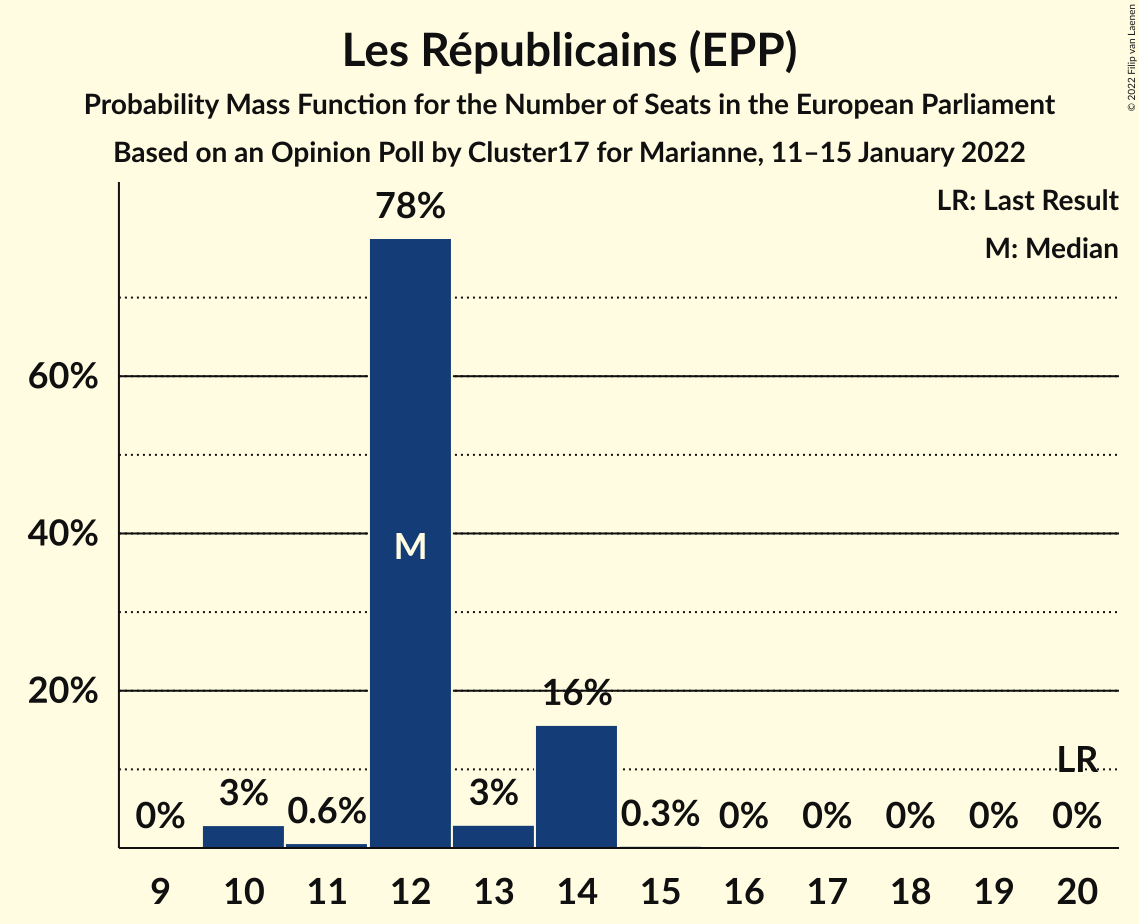 Les Républicains (EPP)
Probability Mass Function for the Number of Seats in the European Parliament
Based on an Opinion Poll by Cluster17 for Marianne, 11–15 January 2022
© 2022 Filip van Laenen
LR: Last Result
M: Median
78%
60%
40%
20%
M
16%
LR
0% 3% 0.6% 3% 0.3% 0% 0% 0% 0% 0%
9 10 11 12 13 14 15 16 17 18 19 20